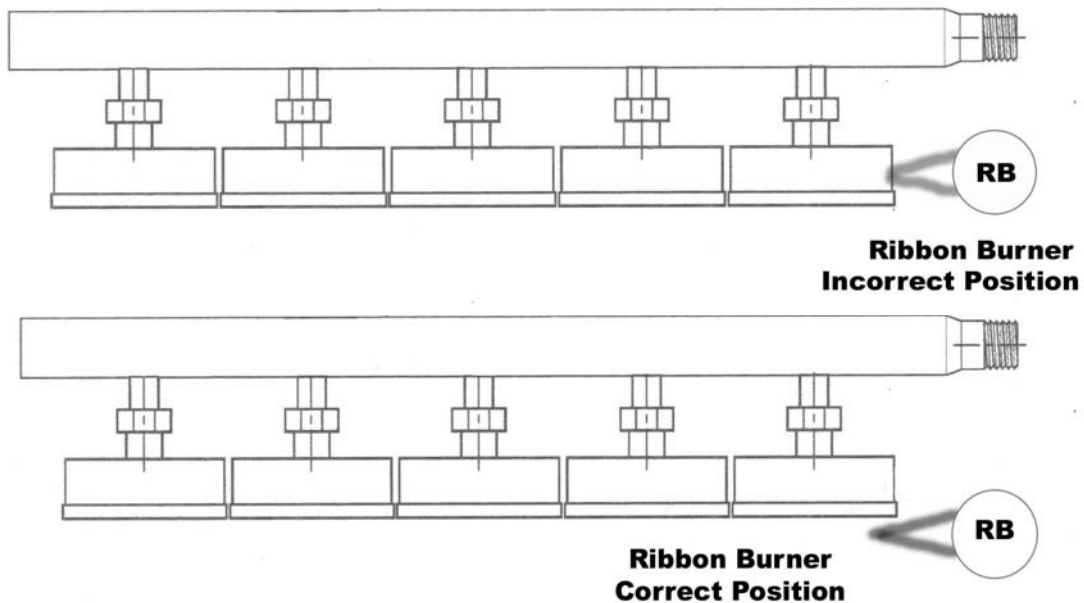 RB
Ribbon Burner
Incorrect Position
RB
Ribbon Burner
Correct Position